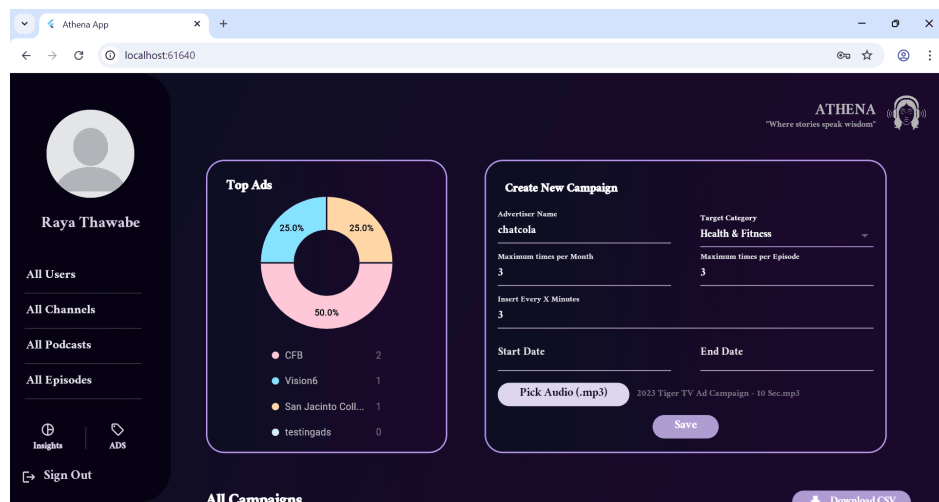 Athena App
localhost:61640
ATHENA
"Where stories speak wisdom"
Raya Thawabe
All Users
All Channels
All Podcasts
All Episodes
Insights
ADS
Sign Out
Top Ads
25.0%
25.0%
50.0%
CFB 2
Vision6 1
San Jacinto Coll... 1
testingads 0
Create New Campaign
Advertiser Name
chatcola
Target Category
Health & Fitness
Maximum times per Month
3
Maximum times per Episode
3
Insert Every X Minutes
3
Start Date
End Date
Pick Audio (.mp3)
2023 Tiger TV Ad Campaign - 10 Sec.mp3
Save
All Campaigns
Download CSV